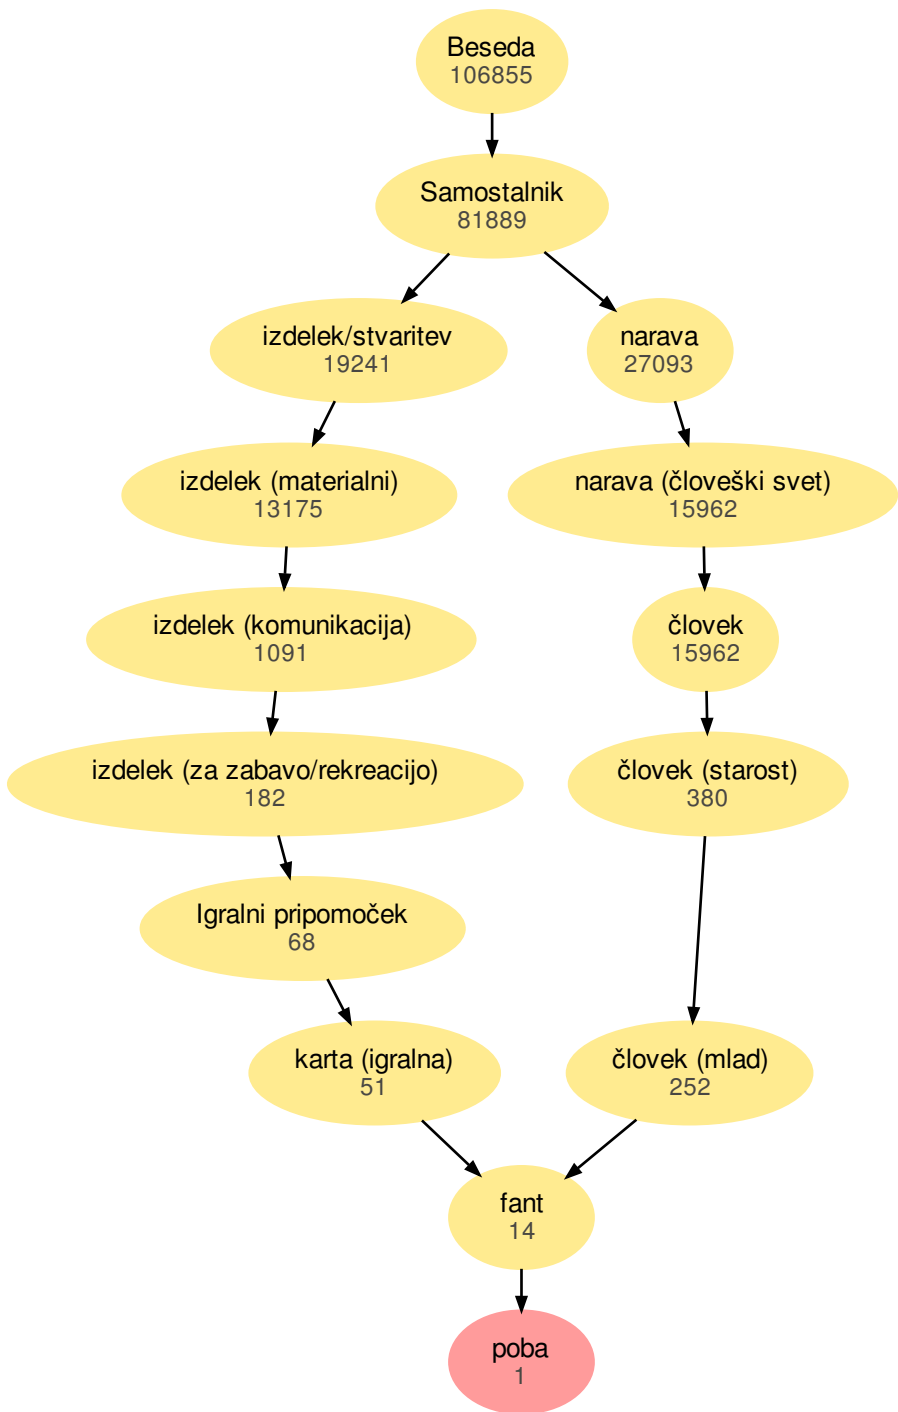 Beseda
106855
Samostalnik
81889
izdelek/stvaritev
19241
narava
27093
izdelek (materialni)
13175
narava (človeški svet)
15962
izdelek (komunikacija)
1091
človek
15962
izdelek (za zabavo/rekreacijo)
182
človek (starost)
380
Igralni pripomoček
68
karta (igralna)
51
človek (mlad)
252
fant
14
poba
1